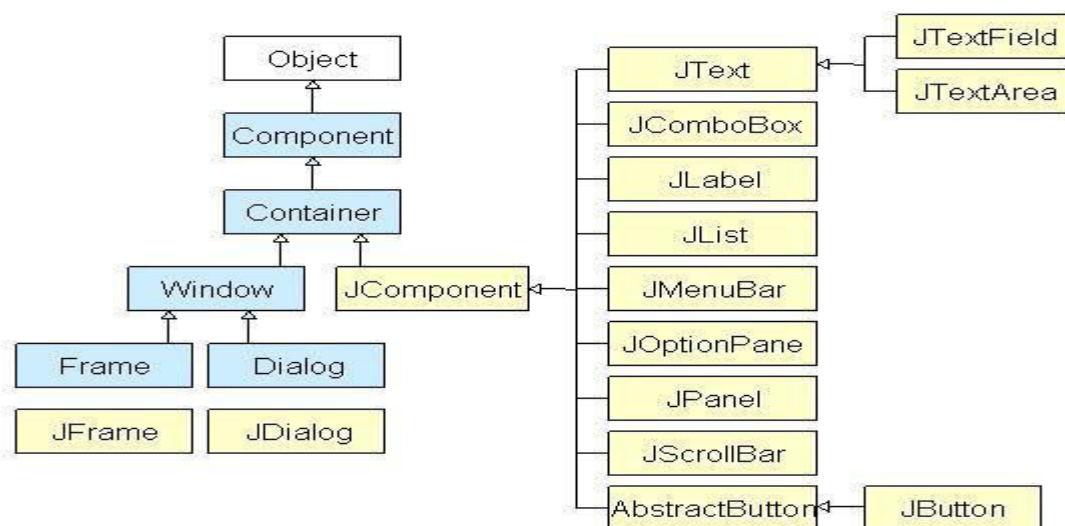 Object
Component
Container
Window
JComponent
Frame
Dialog
JFrame
JDialog
JText
JComboBox
JLabel
JList
JMenuBar
JOptionPane
JPanel
JScrollBar
AbstractButton
JTextField
JTextArea
JButton